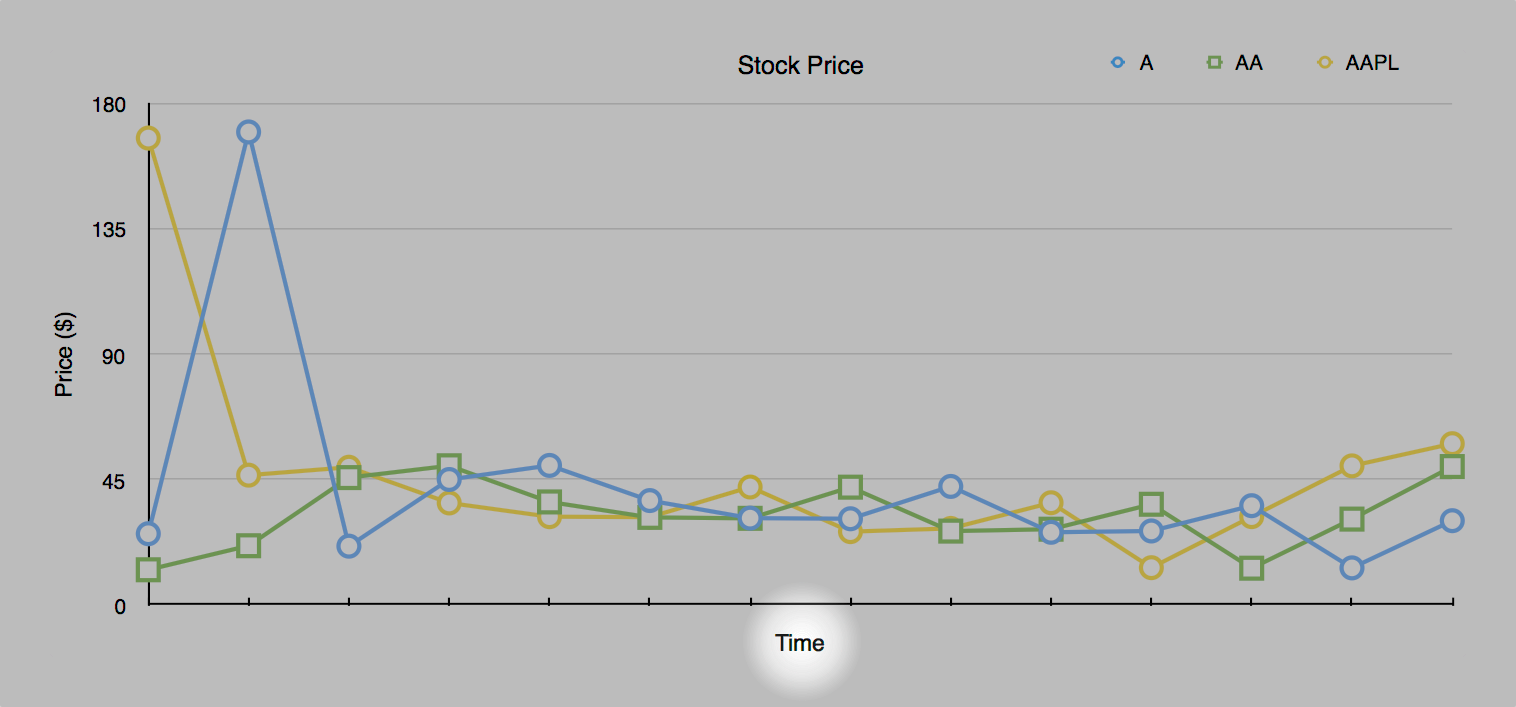 Stock Price
A AA AAPL
180
135
90
45
0
Price ($)
Time